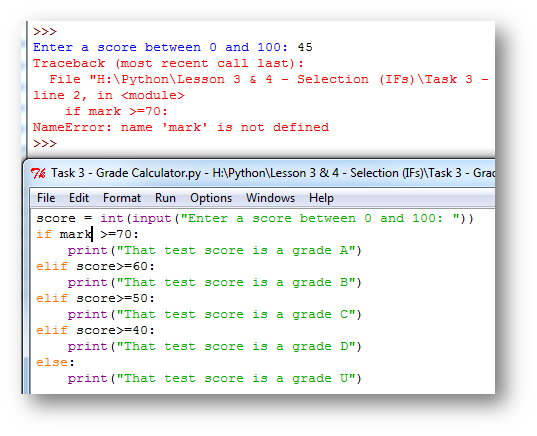 >>>
Enter a score between 0 and 100: 45
Traceback (most recent call last):
  File "H:\Python\Lesson 3 & 4 - Selection (IFs)\Task 3 -
line 2, in <module>
    if mark >=70:
NameError: name 'mark' is not defined
>>>
Task 3 - Grade Calculator.py - H:\Python\Lesson 3 & 4 - Selection (IFs)\Task 3 - Grad
File Edit Format Run Options Windows Help
score = int(input("Enter a score between 0 and 100: "))
if mark >=70:
    print("That test score is a grade A")
elif score>=60:
    print("That test score is a grade B")
elif score>=50:
    print("That test score is a grade C")
elif score>=40:
    print("That test score is a grade D")
else:
    print("That test score is a grade U")